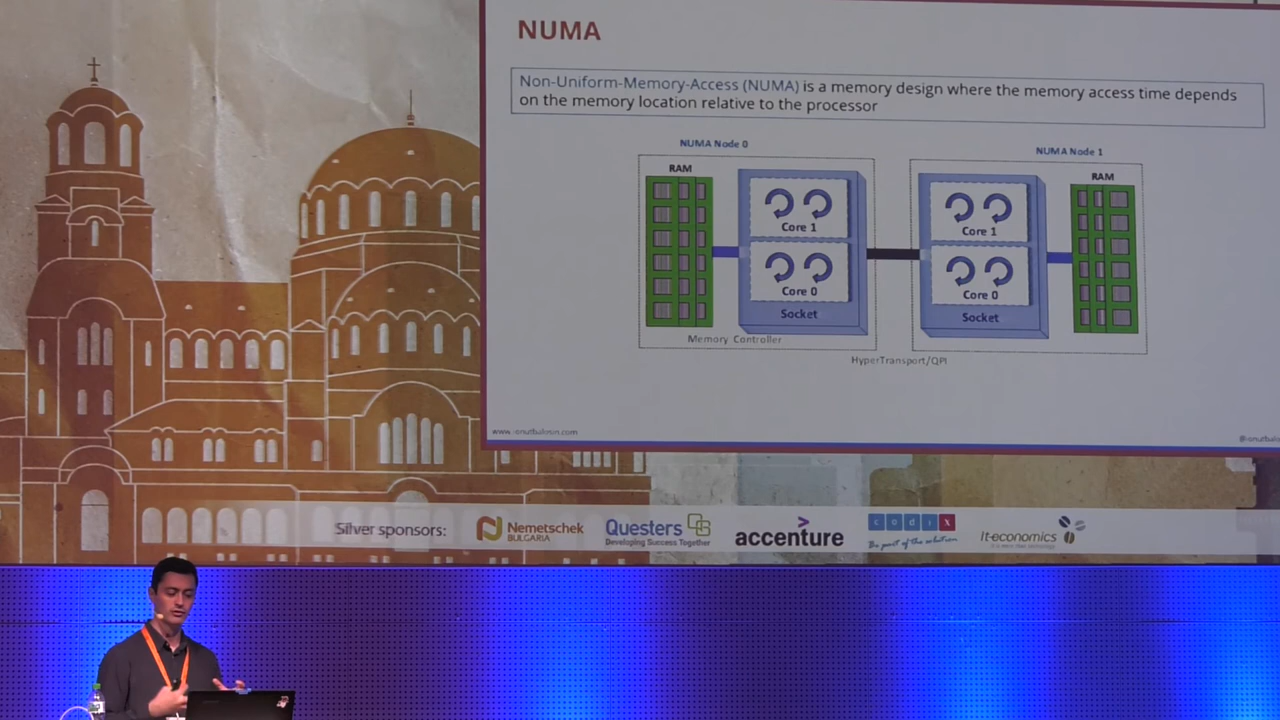 NUMA
Non-Uniform-Memory-Access (NUMA) is a memory design where the memory access time depends
on the memory location relative to the processor
NUMA Node 0
NUMA Node 1
RAM
RAM
Core 1
Core 1
Core 0
Core 0
Socket
Socket
Memory Controller
HyperTransport/QPI
Silver sponsors:
Nemetschek
BULGARIA
Questers
Developing Success Together
accenture
codix
the part of the solution
It-economics